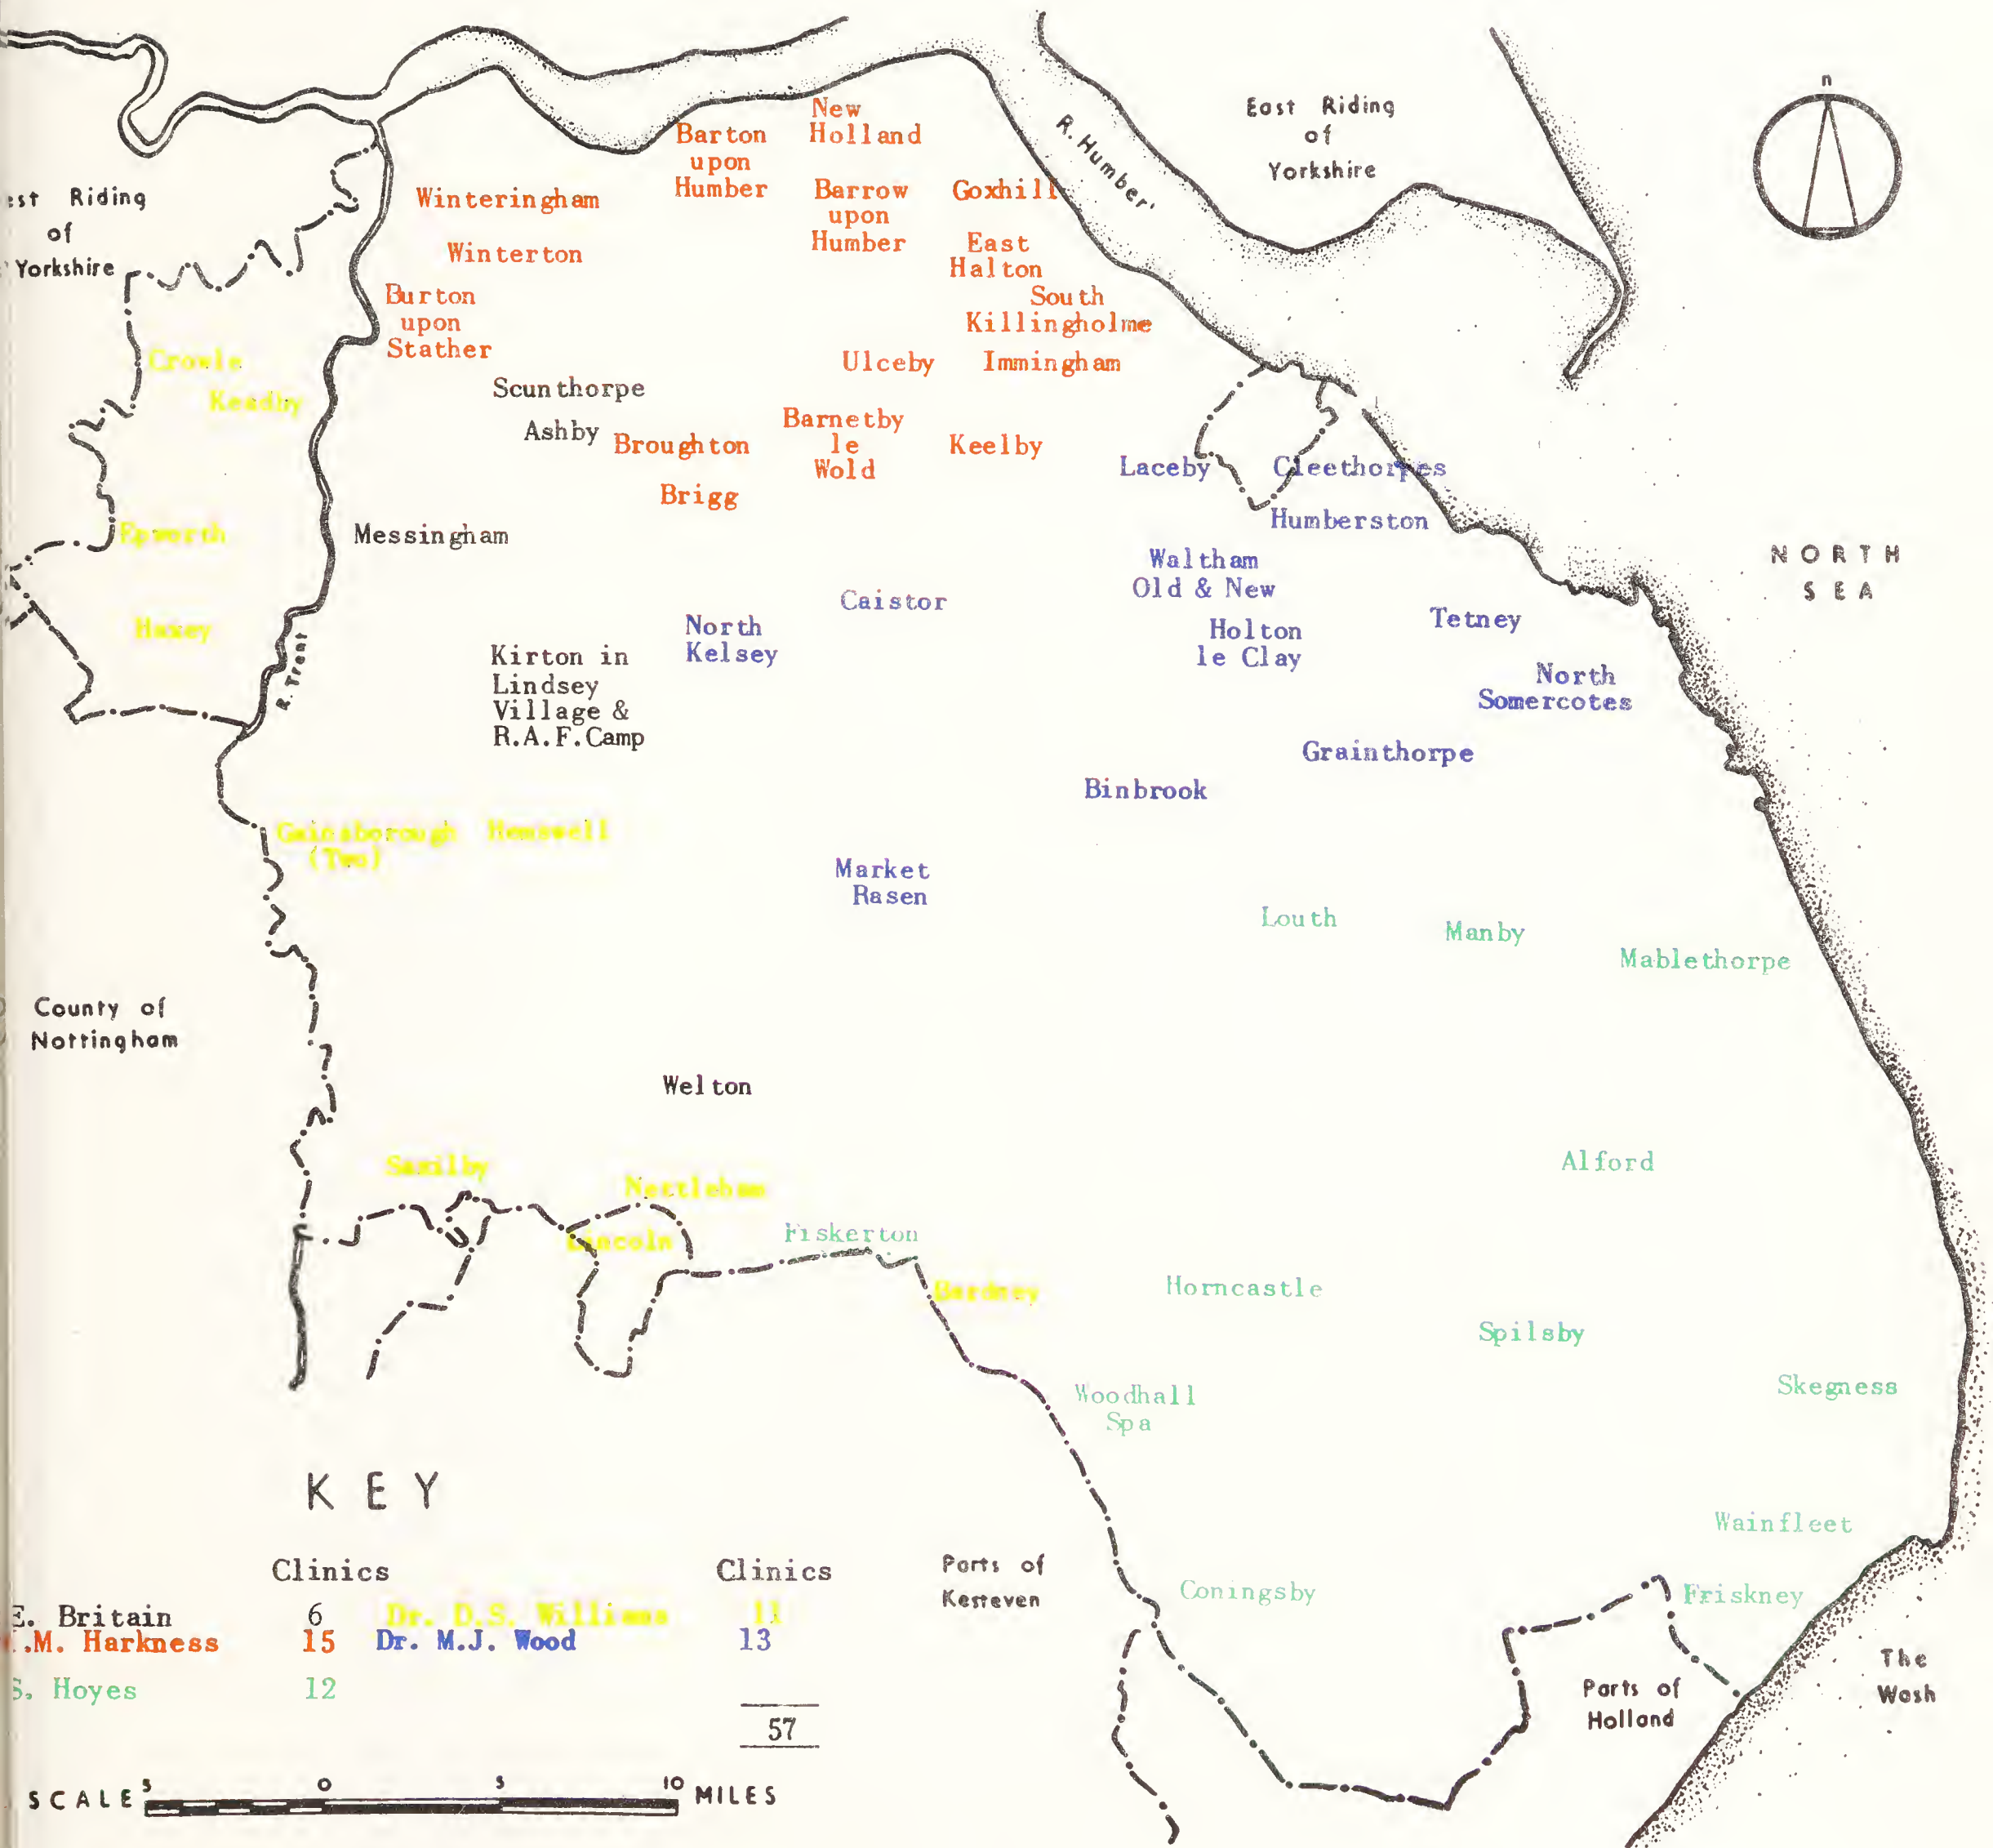 n
East Riding
of
Yorkshire
R. Humber
Riding
of
Yorkshire
New
Holland
Barton
upon
Humber
Winteringham
Barrow
upon
Humber
Goxhill
Winterton
East
Halton
Burton
upon
Stather
South
Killingholme
Crowle
Keadby
Ulceby
Immingham
Scunthorpe
Ashby
Broughton
Barnetby
le
Wold
Keelby
Laceby
Cleethorpes
Brigg
Humberston
Epworth
Messingham
Waltham
Old & New
NORTH
SEA
Caistor
Haxey
R. Trent
North
Kelsey
Holton
le Clay
Tetney
Kirton in
Lindsey
Village &
R.A.F.Camp
North
Somercotes
Grainthorpe
Binbrook
Gainsborough
(Two)
Hemswell
Market
Rasen
Louth
Manby
Mablethorpe
County of
Nottingham
Welton
Saxilby
Nettleham
Alford
Lincoln
Fiskerton
Bardney
Horncastle
Spilsby
Woodhall
Spa
Skegness
Wainfleet
Parts of
Kesteven
Coningsby
Friskney
Parts of
Holland
The
Wash
KEY
Clinics Clinics
E. Britain 6 Dr. D.S. Williams 11
.M. Harkness 15 Dr. M.J. Wood 13
S. Hoyes 12
57
SCALE 5 0 5 10 MILES